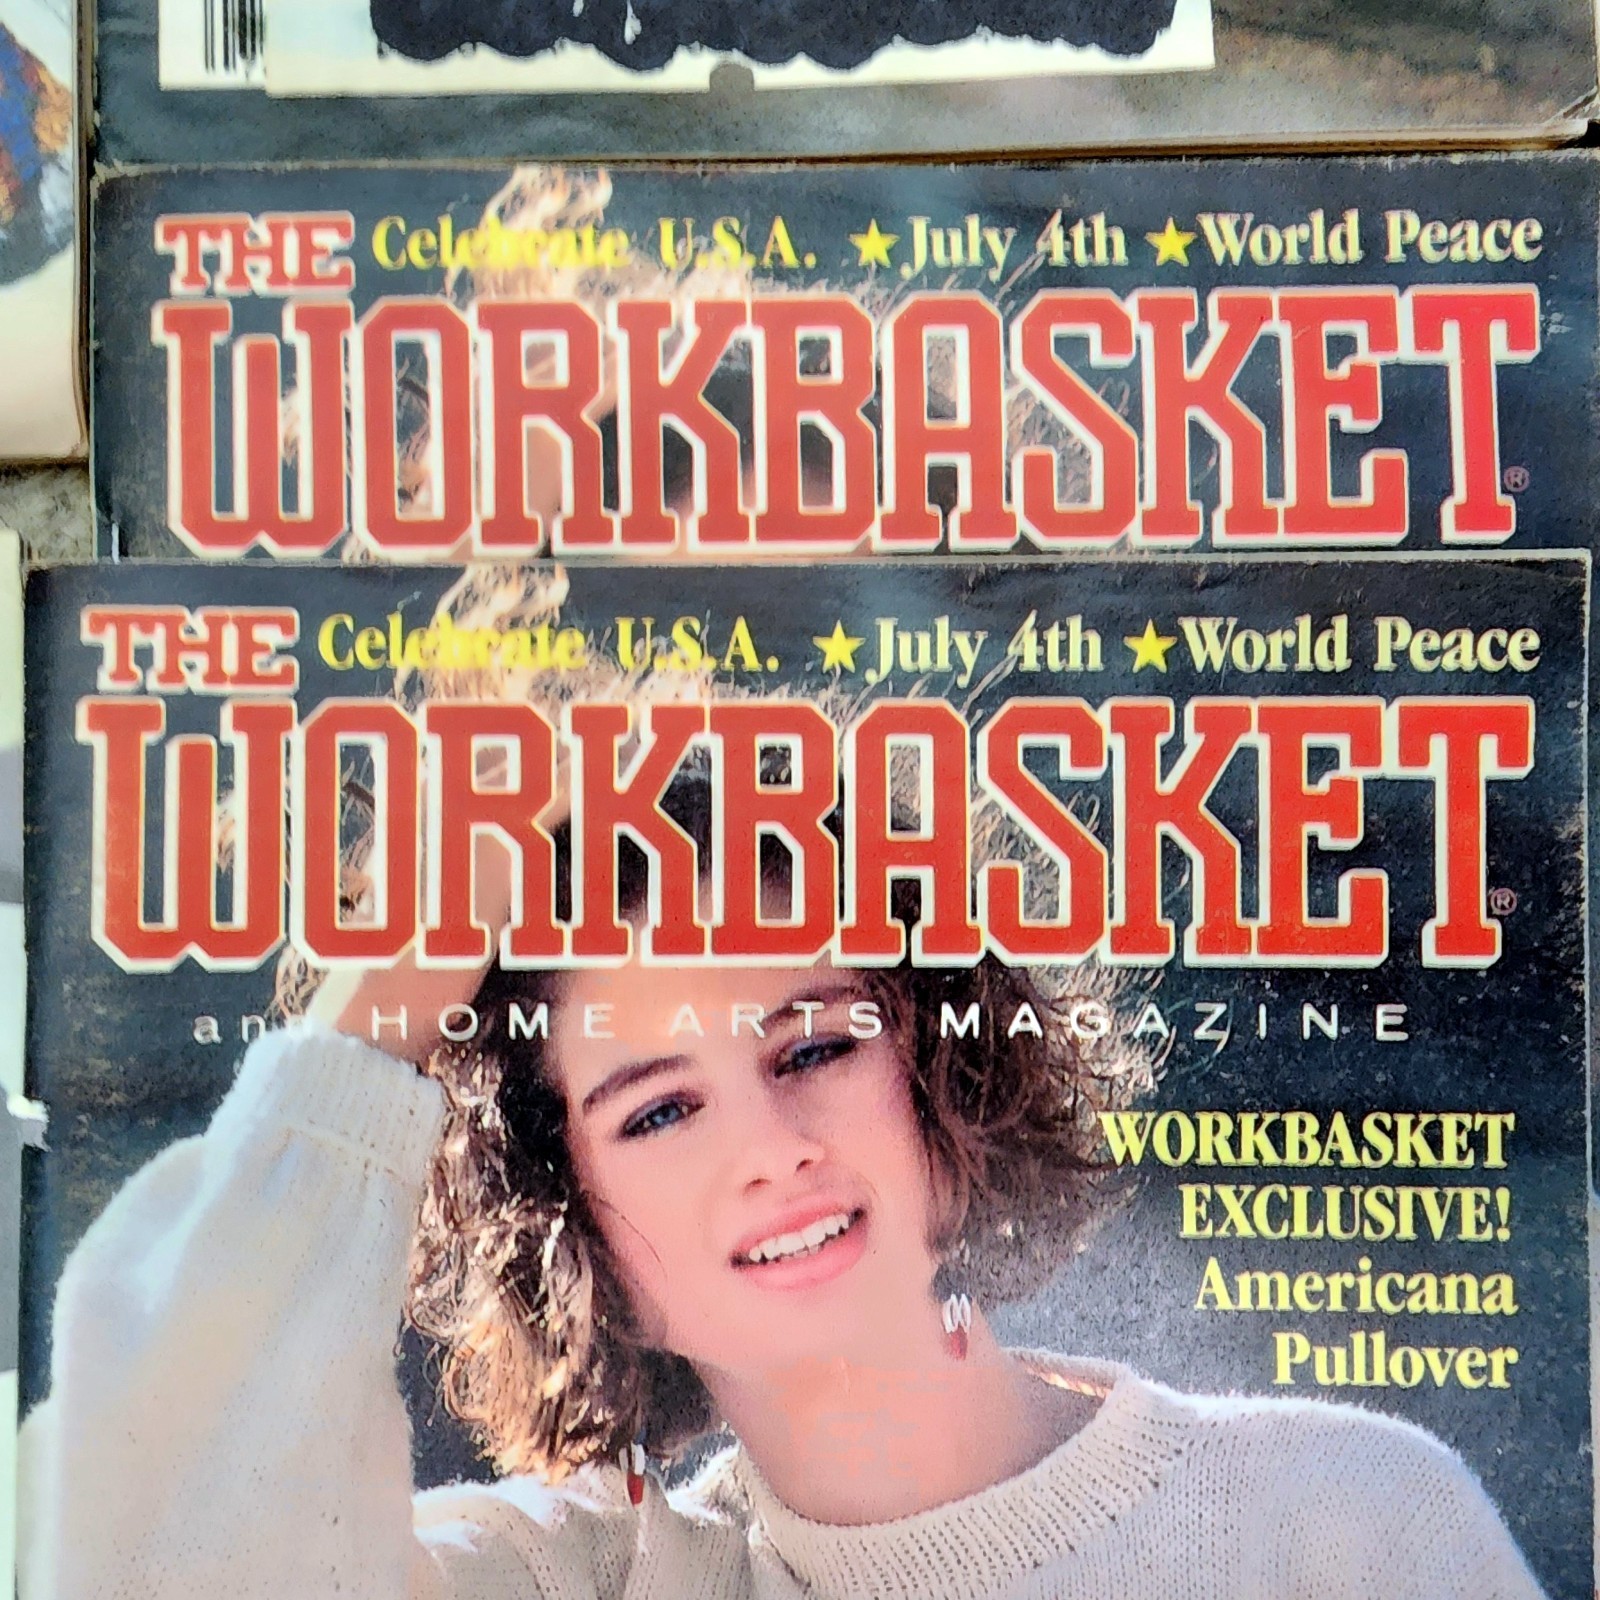 THE Celebrate U.S.A. ★ July 4th ★ World Peace
WORKBASKET®
THE Celebrate U.S.A. ★ July 4th ★ World Peace
WORKBASKET®
and HOME ARTS MAGAZINE
WORKBASKET
EXCLUSIVE!
Americana
Pullover